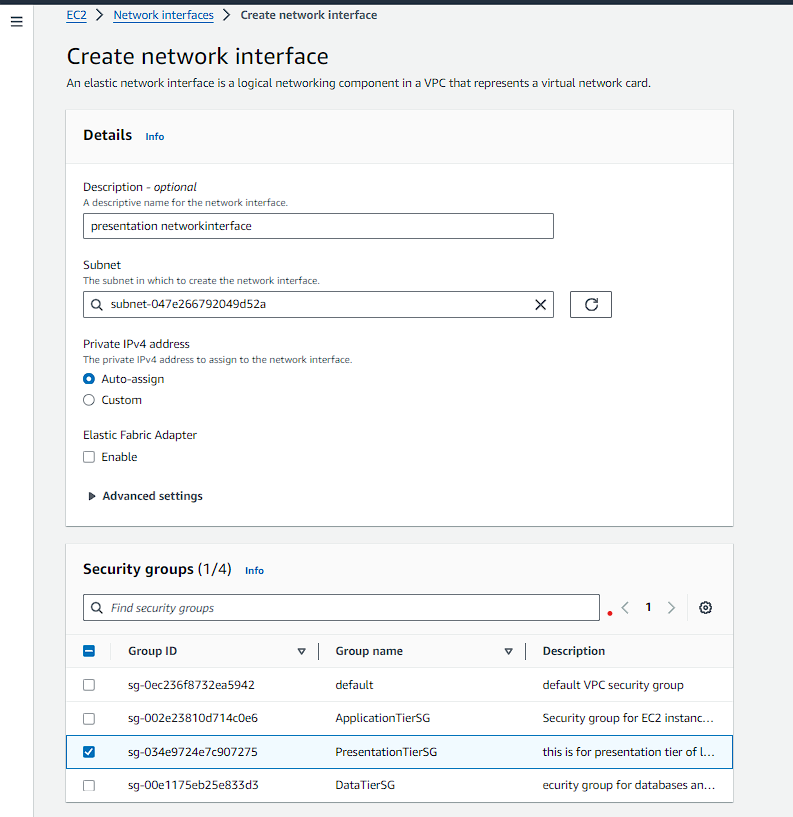 EC2 > Network interfaces > Create network interface
Create network interface
An elastic network interface is a logical networking component in a VPC that represents a virtual network card.
Details Info
Description - optional
A descriptive name for the network interface.
presentation networkinterface
Subnet
The subnet in which to create the network interface.
subnet-047e266792049d52a
Private IPv4 address
The private IPv4 address to assign to the network interface.
Auto-assign
Custom
Elastic Fabric Adapter
Enable
Advanced settings
Security groups (1/4) Info
Find security groups
1
Group ID Group name Description
sg-0ec236f8732ea5942 default default VPC security group
sg-002e23810d714c0e6 ApplicationTierSG Security group for EC2 instanc...
sg-034e9724e7c907275 PresentationTierSG this is for presentation tier of l...
sg-00e1175eb25e833d3 DataTierSG ecurity group for databases an...